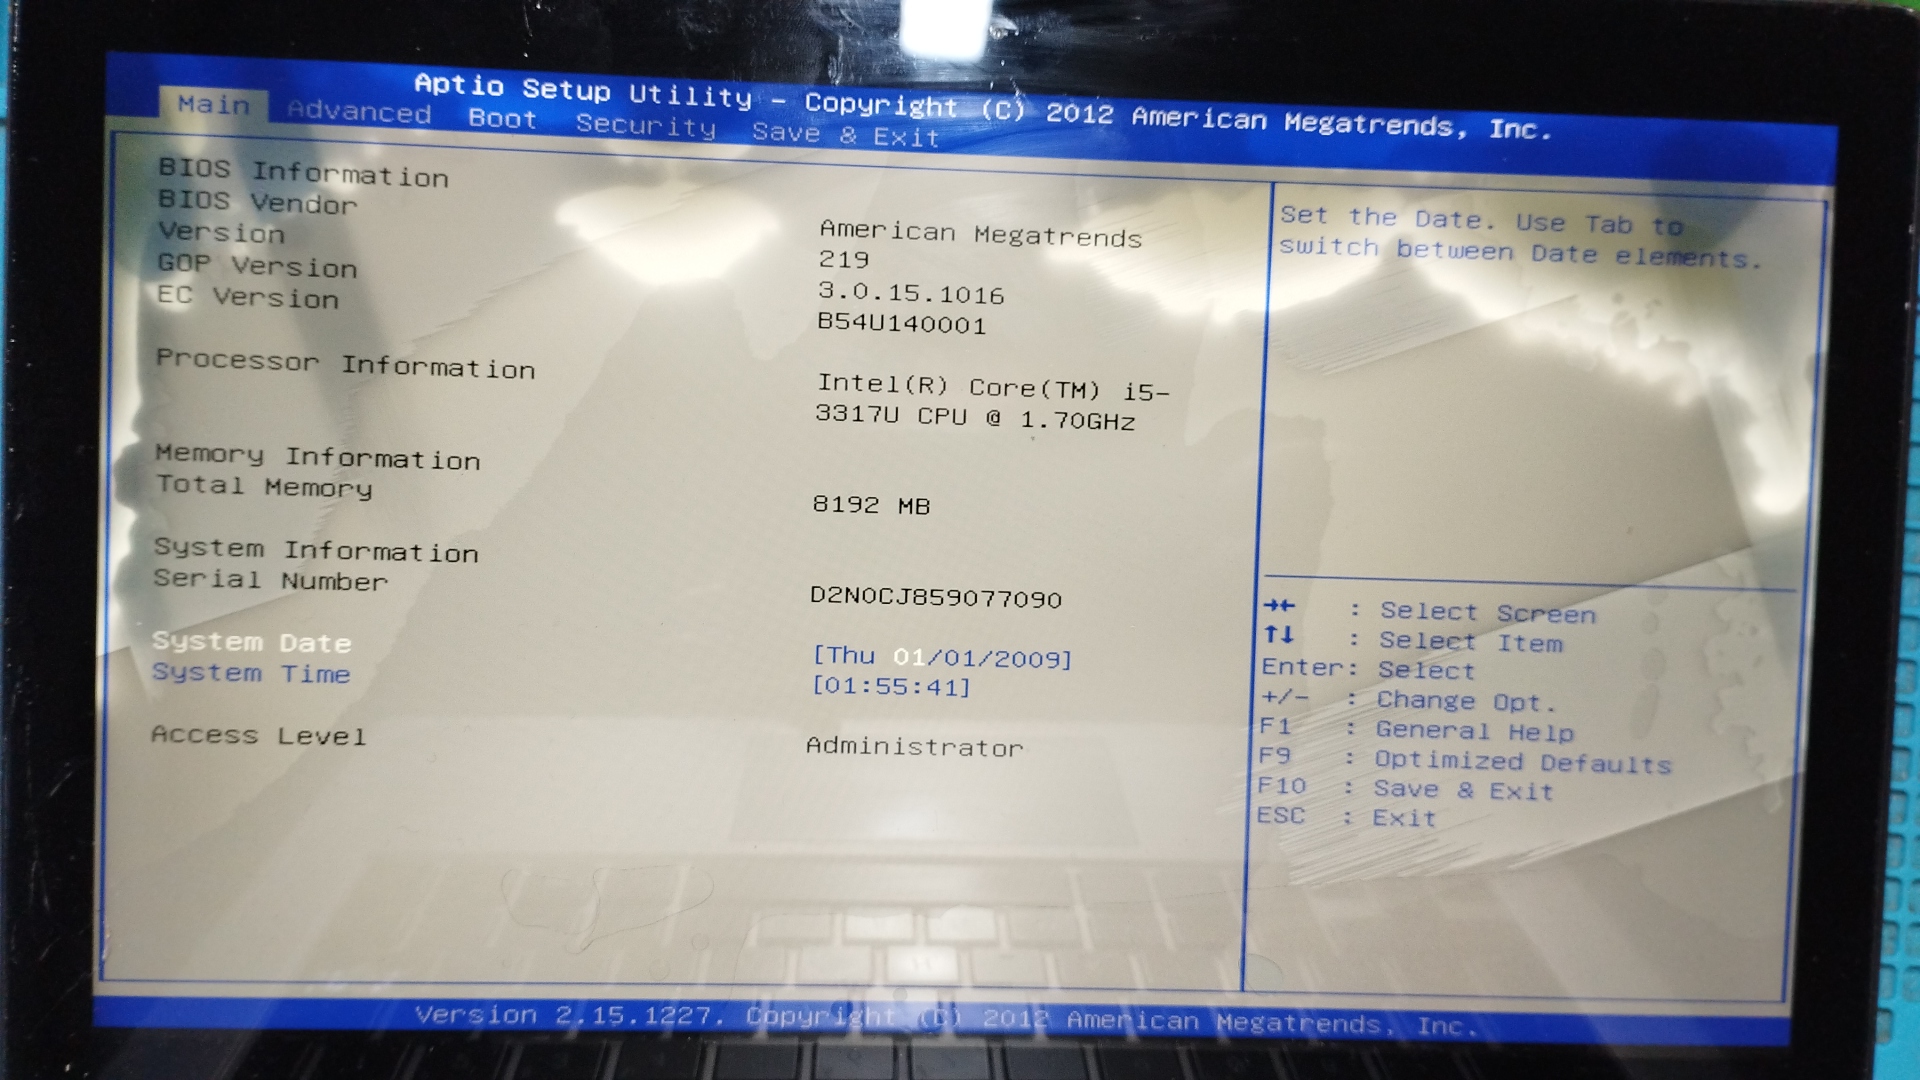 Aptio Setup Utility - Copyright (C) 2012 American Megatrends, Inc.
Main Advanced Boot Security Save & Exit
BIOS Information
BIOS Vendor American Megatrends
Version 219
GOP Version 3.0.15.1016
EC Version B54U140001
Processor Information
Intel(R) Core(TM) i5-
3317U CPU @ 1.70GHz
Memory Information
Total Memory 8192 MB
System Information
Serial Number D2N0CJ859077090
System Date [Thu 01/01/2009]
System Time [01:55:41]
Access Level Administrator
Set the Date. Use Tab to
switch between Date elements.
→←: Select Screen
↑↓: Select Item
Enter: Select
+/-: Change Opt.
F1: General Help
F9: Optimized Defaults
F10: Save & Exit
ESC: Exit
Version 2.15.1227. Copyright (C) 2012 American Megatrends, Inc.